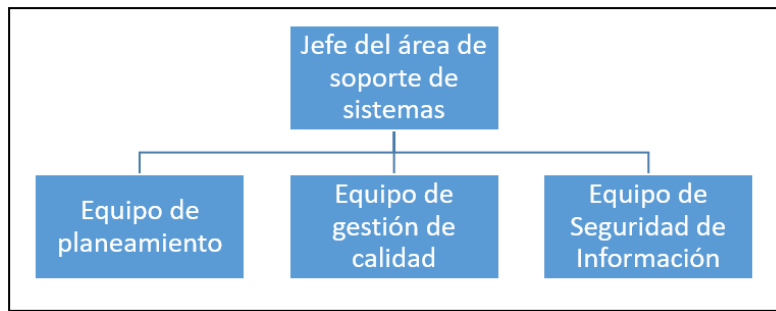 Jefe del área de
soporte de
sistemas
Equipo de
planeamiento
Equipo de
gestión de
calidad
Equipo de
Seguridad de
Información